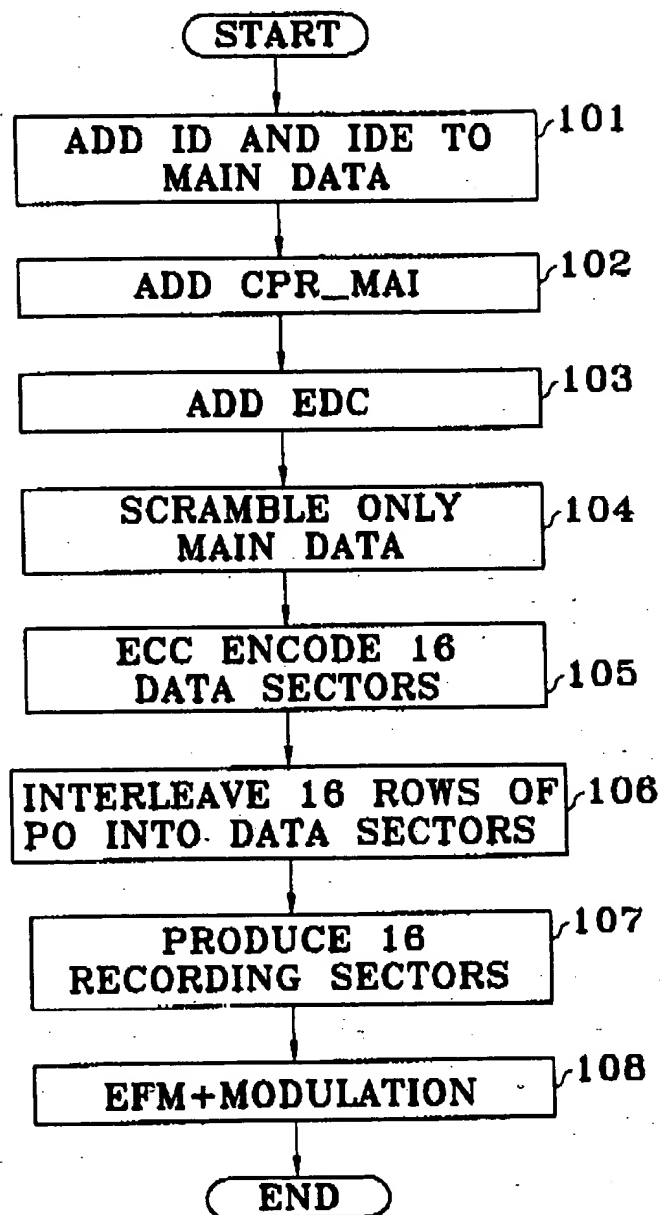 START
ADD ID AND IDE TO
MAIN DATA
101
ADD CPR_MAI
102
ADD EDC
103
SCRAMBLE ONLY
MAIN DATA
104
ECC ENCODE 16
DATA SECTORS
105
INTERLEAVE 16 ROWS OF
PO INTO DATA SECTORS
106
PRODUCE 16
RECORDING SECTORS
107
EFM+MODULATION
108
END